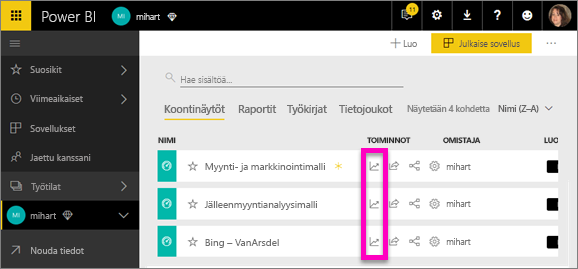 Power BI MI mihart 11
Luo Julkaise sovellus ...
Suosikit
Viimeaikaiset
Sovellukset
Jaettu kanssani
Työtilat
MI mihart
Nouda tiedot
Hae sisältöä...
Koontinäytöt Raportit Työkirjat Tietojoukot Näytetään 4 kohdetta Nimi (Z–A)
NIMI TOIMINNOT OMISTAJA LUO
Myynti- ja markkinointimalli mihart
Jälleenmyyntianalyysimalli mihart
Bing – VanArsdel mihart